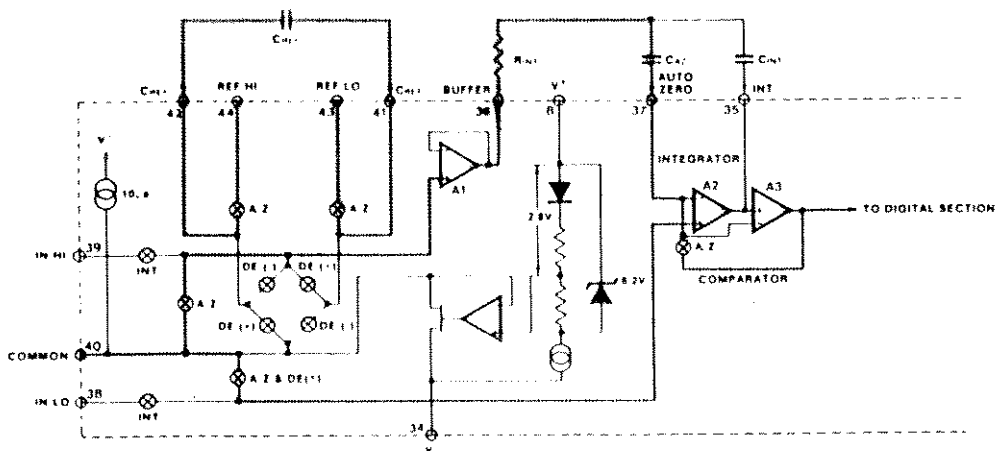 CREF
RINT
CAZ
CINT
CREF
REF HI
REF LO
CREF
BUFFER
V+
AUTO
ZERO
INT
42
44
43
41
8
37
35
INTEGRATOR
A1
A2
A3
V
A Z
A Z
2.8V
TO DIGITAL SECTION
IN HI
39
INT
DE (-)
DE (+)
A Z
6.2V
A Z
COMPARATOR
A Z
DE (+)
DE (-)
COMMON
40
A Z & DE(±)
IN LO
38
INT
34
V